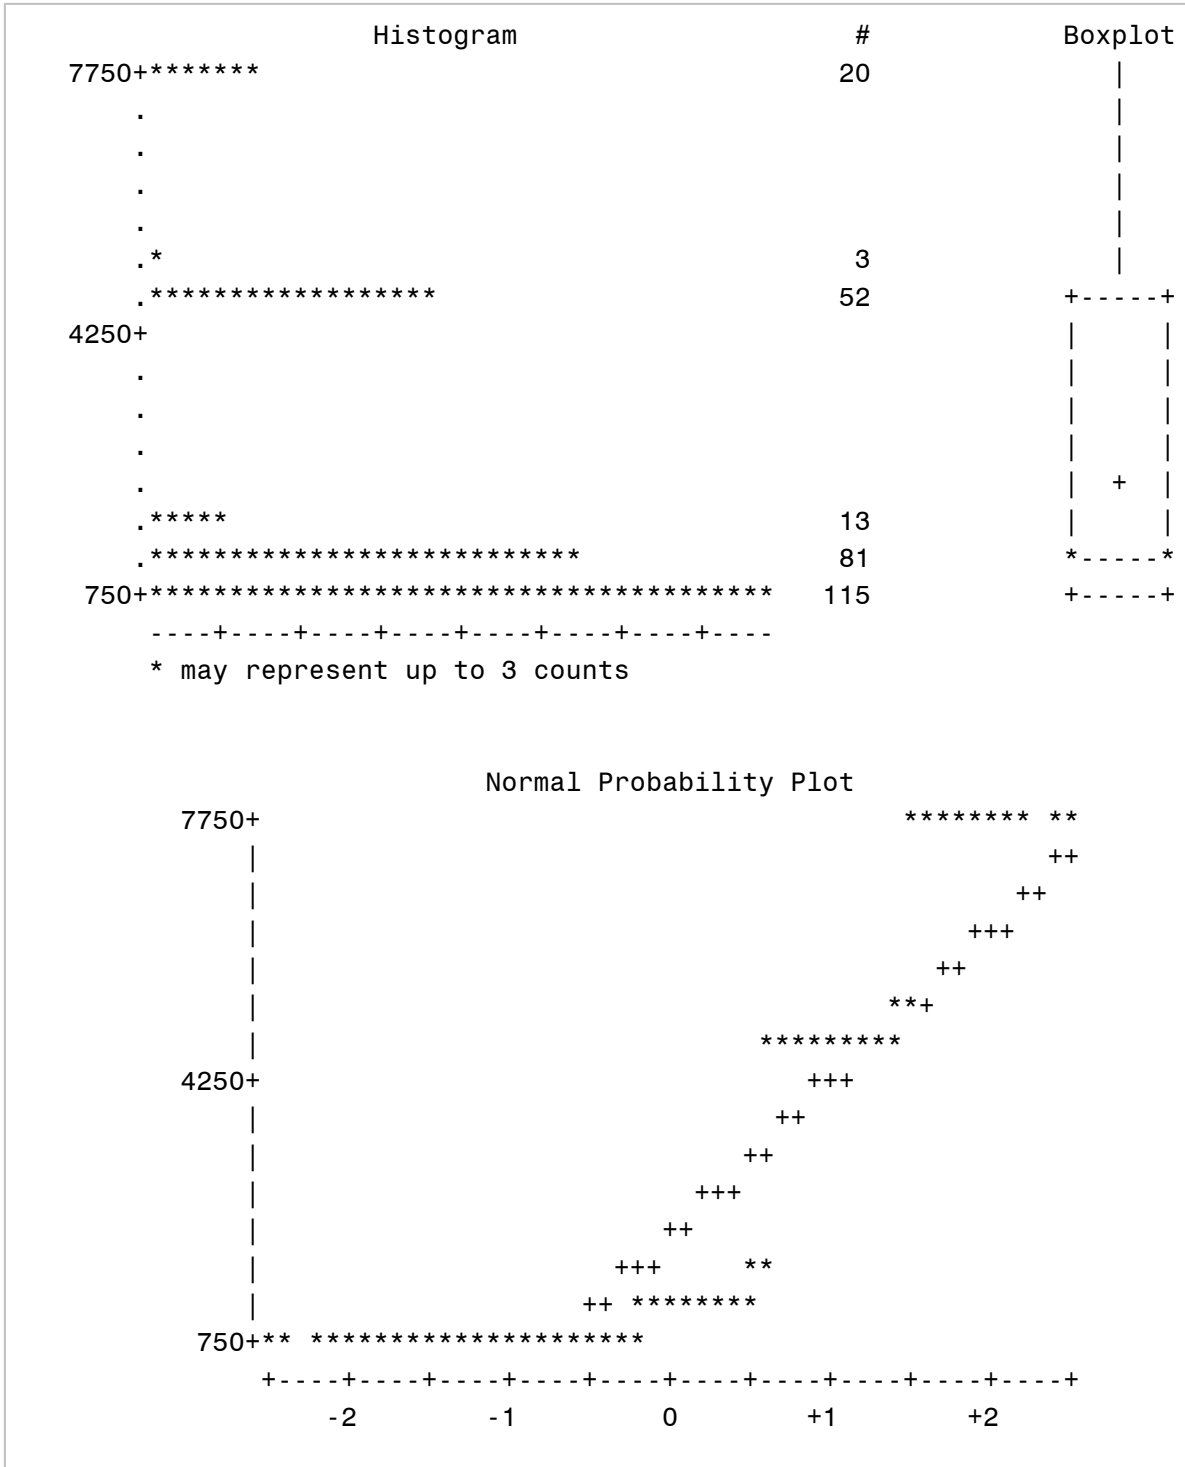 Histogram                      #            Boxplot
    7750+*******                                     20               |
        .                                                             |
        .                                                             |
        .                                                             |
        .                                                             |
        .*                                            3               |
        .******************                          52            +-----+
    4250+                                                          |     |
        .                                                          |     |
        .                                                          |     |
        .                                                          |     |
        .                                                          |  +  |
        .*****                                       13            |     |
        .***************************                 81            *-----*
     750+***************************************    115            +-----+
         ----+----+----+----+----+----+----+----
         * may represent up to 3 counts
                              Normal Probability Plot
           7750+                                        ******** **
               |                                                 ++
               |                                               ++
               |                                            +++
               |                                          ++
               |                                       **+
               |                               *********
           4250+                                  +++
               |                                ++
               |                              ++
               |                           +++
               |                         ++
               |                      +++     **
               |                    ++ ********
            750+** *********************
                +----+----+----+----+----+----+----+----+----+----+
                    -2        -1         0        +1        +2